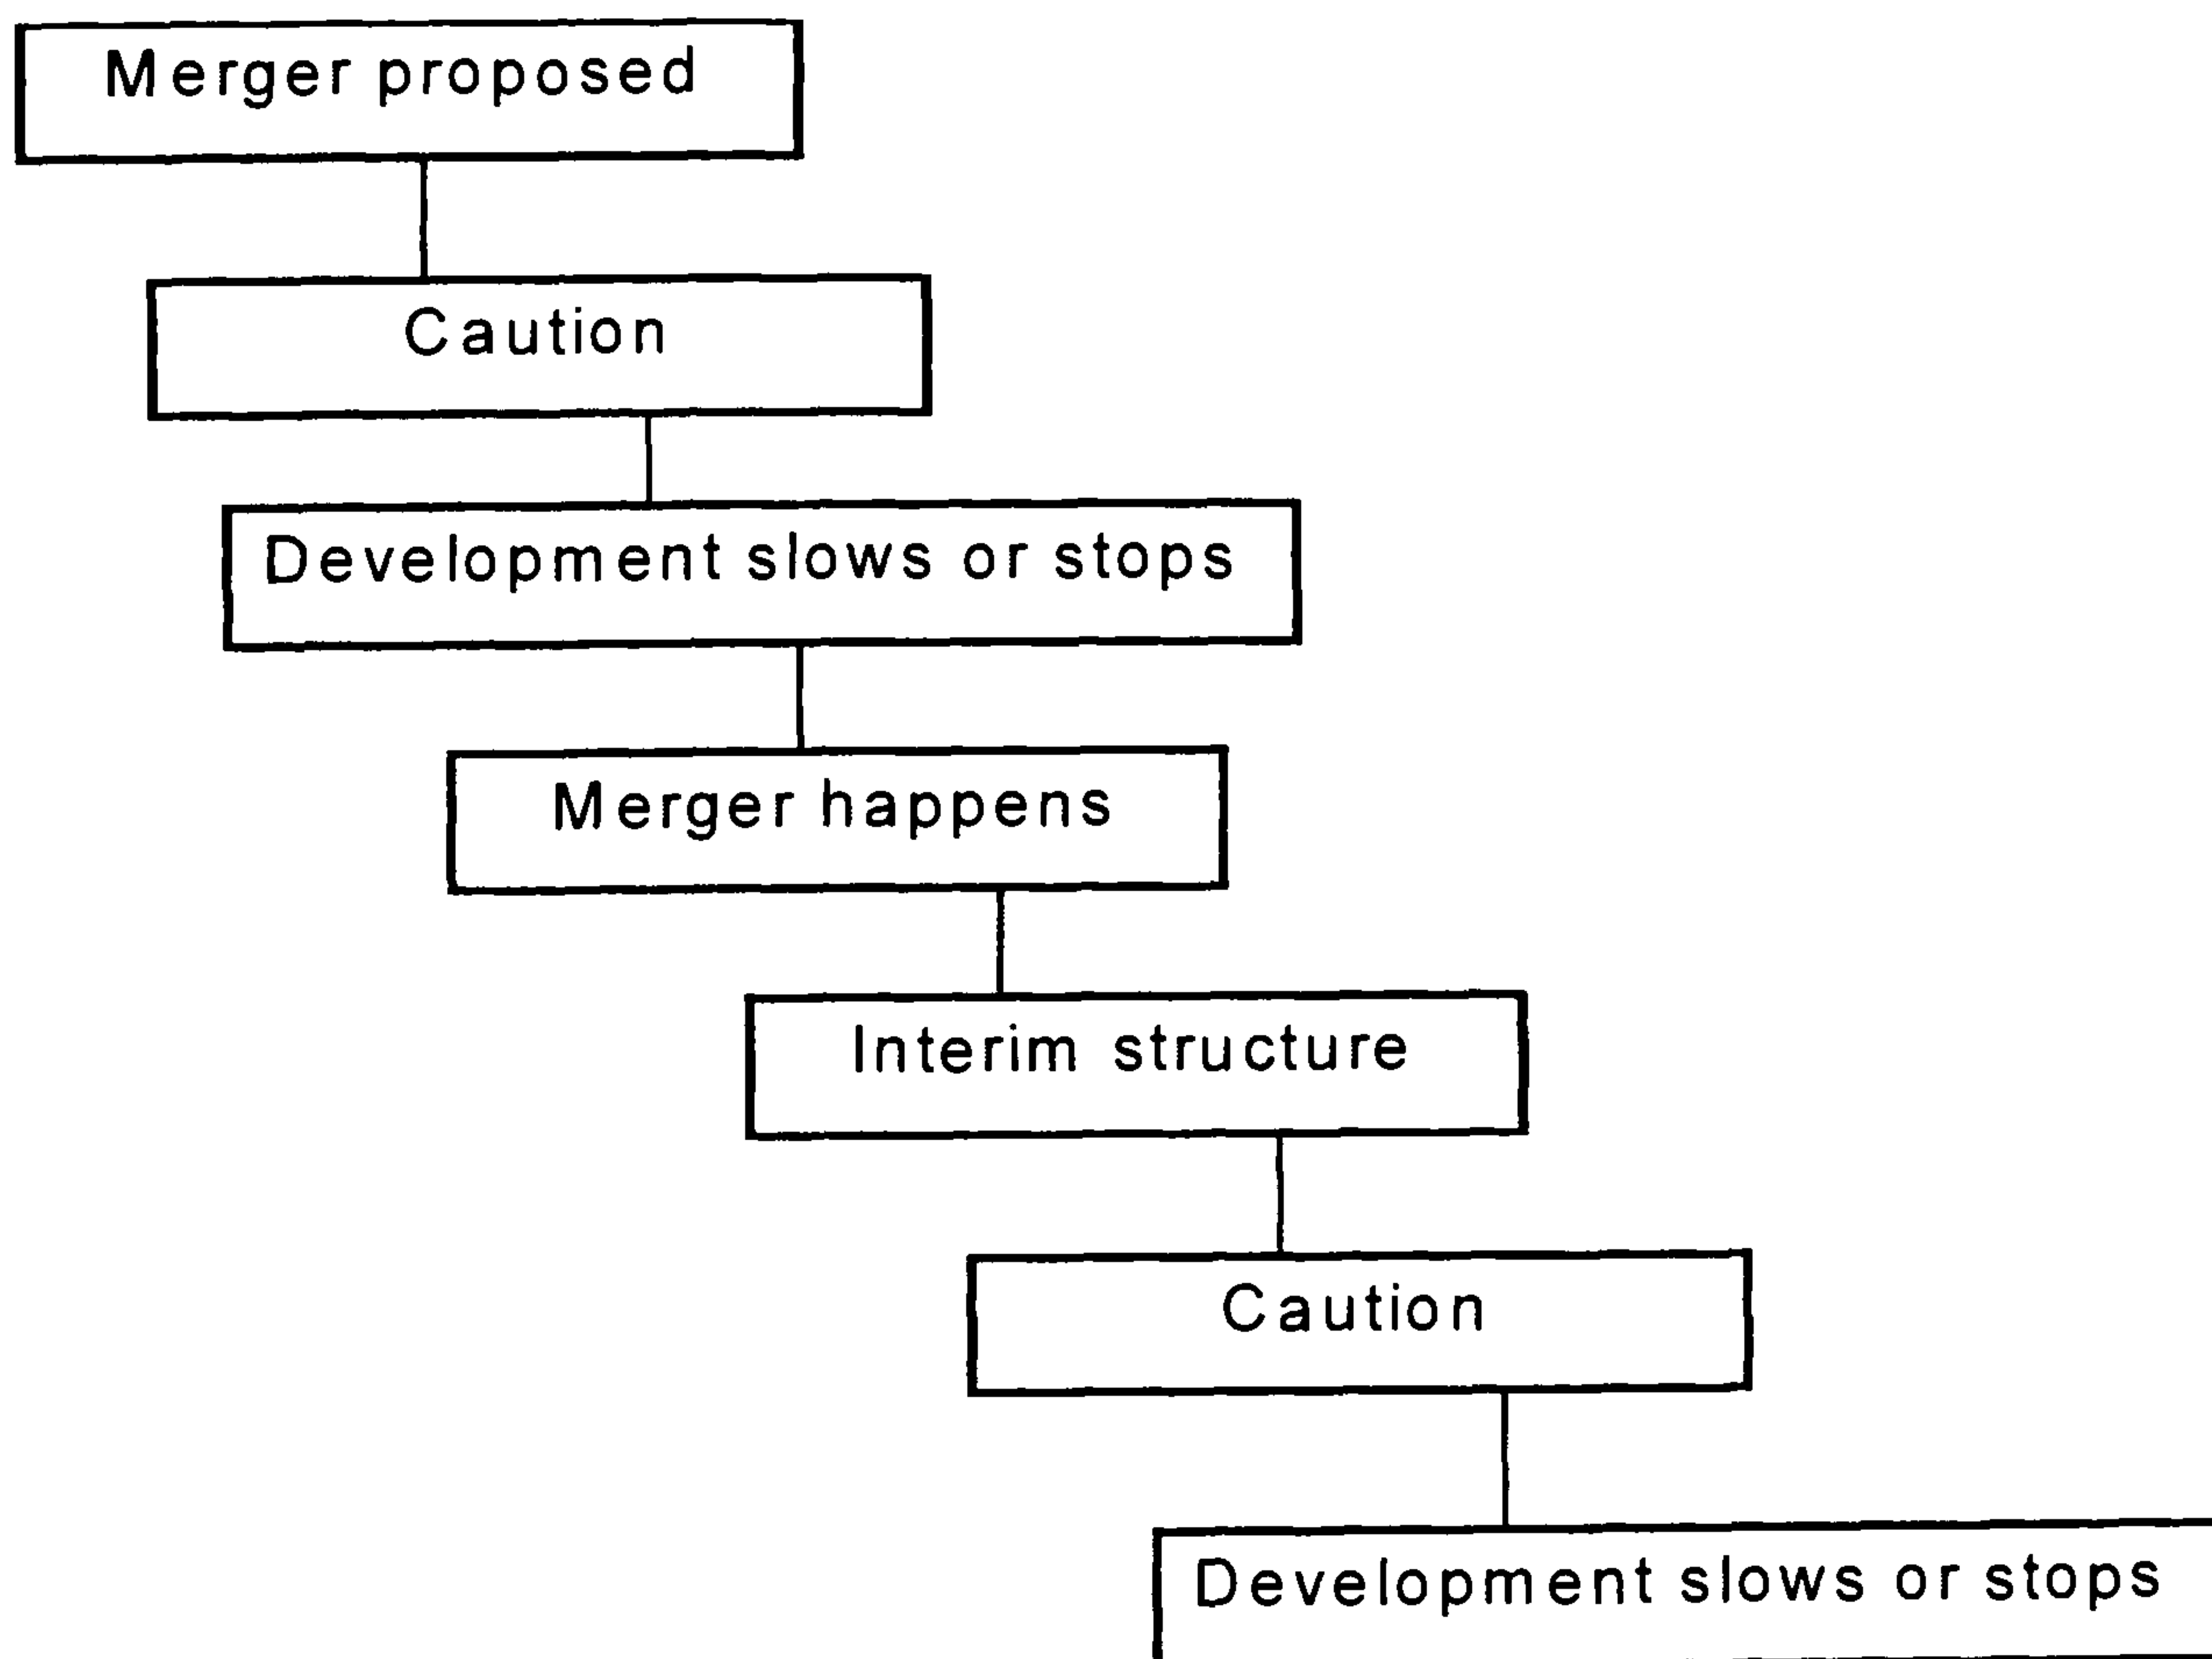 Merger proposed
Caution
Development slows or stops
Merger happens
Interim structure
Caution
Development slows or stops